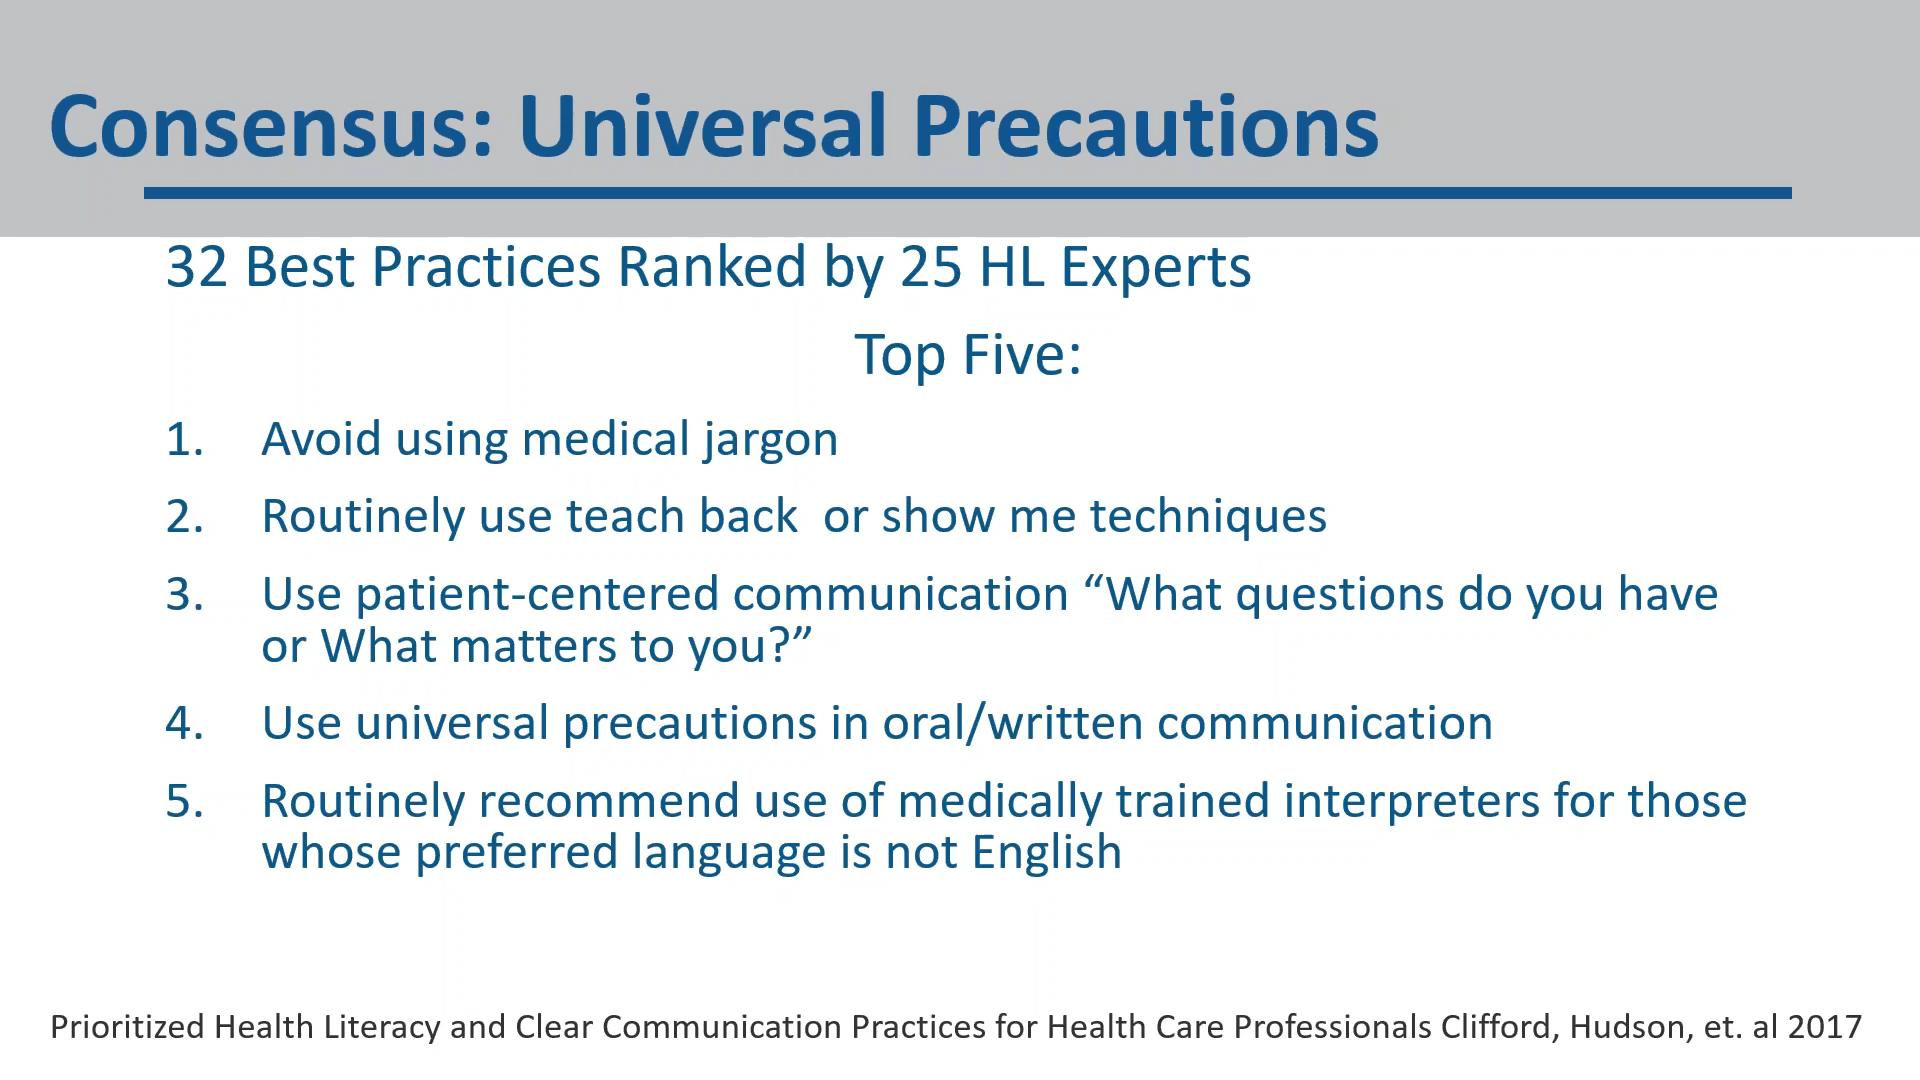 Consensus: Universal Precautions
32 Best Practices Ranked by 25 HL Experts
Top Five:
1. Avoid using medical jargon
2. Routinely use teach back  or show me techniques
3. Use patient-centered communication “What questions do you have
or What matters to you?”
4. Use universal precautions in oral/written communication
5. Routinely recommend use of medically trained interpreters for those
whose preferred language is not English
Prioritized Health Literacy and Clear Communication Practices for Health Care Professionals Clifford, Hudson, et. al 2017